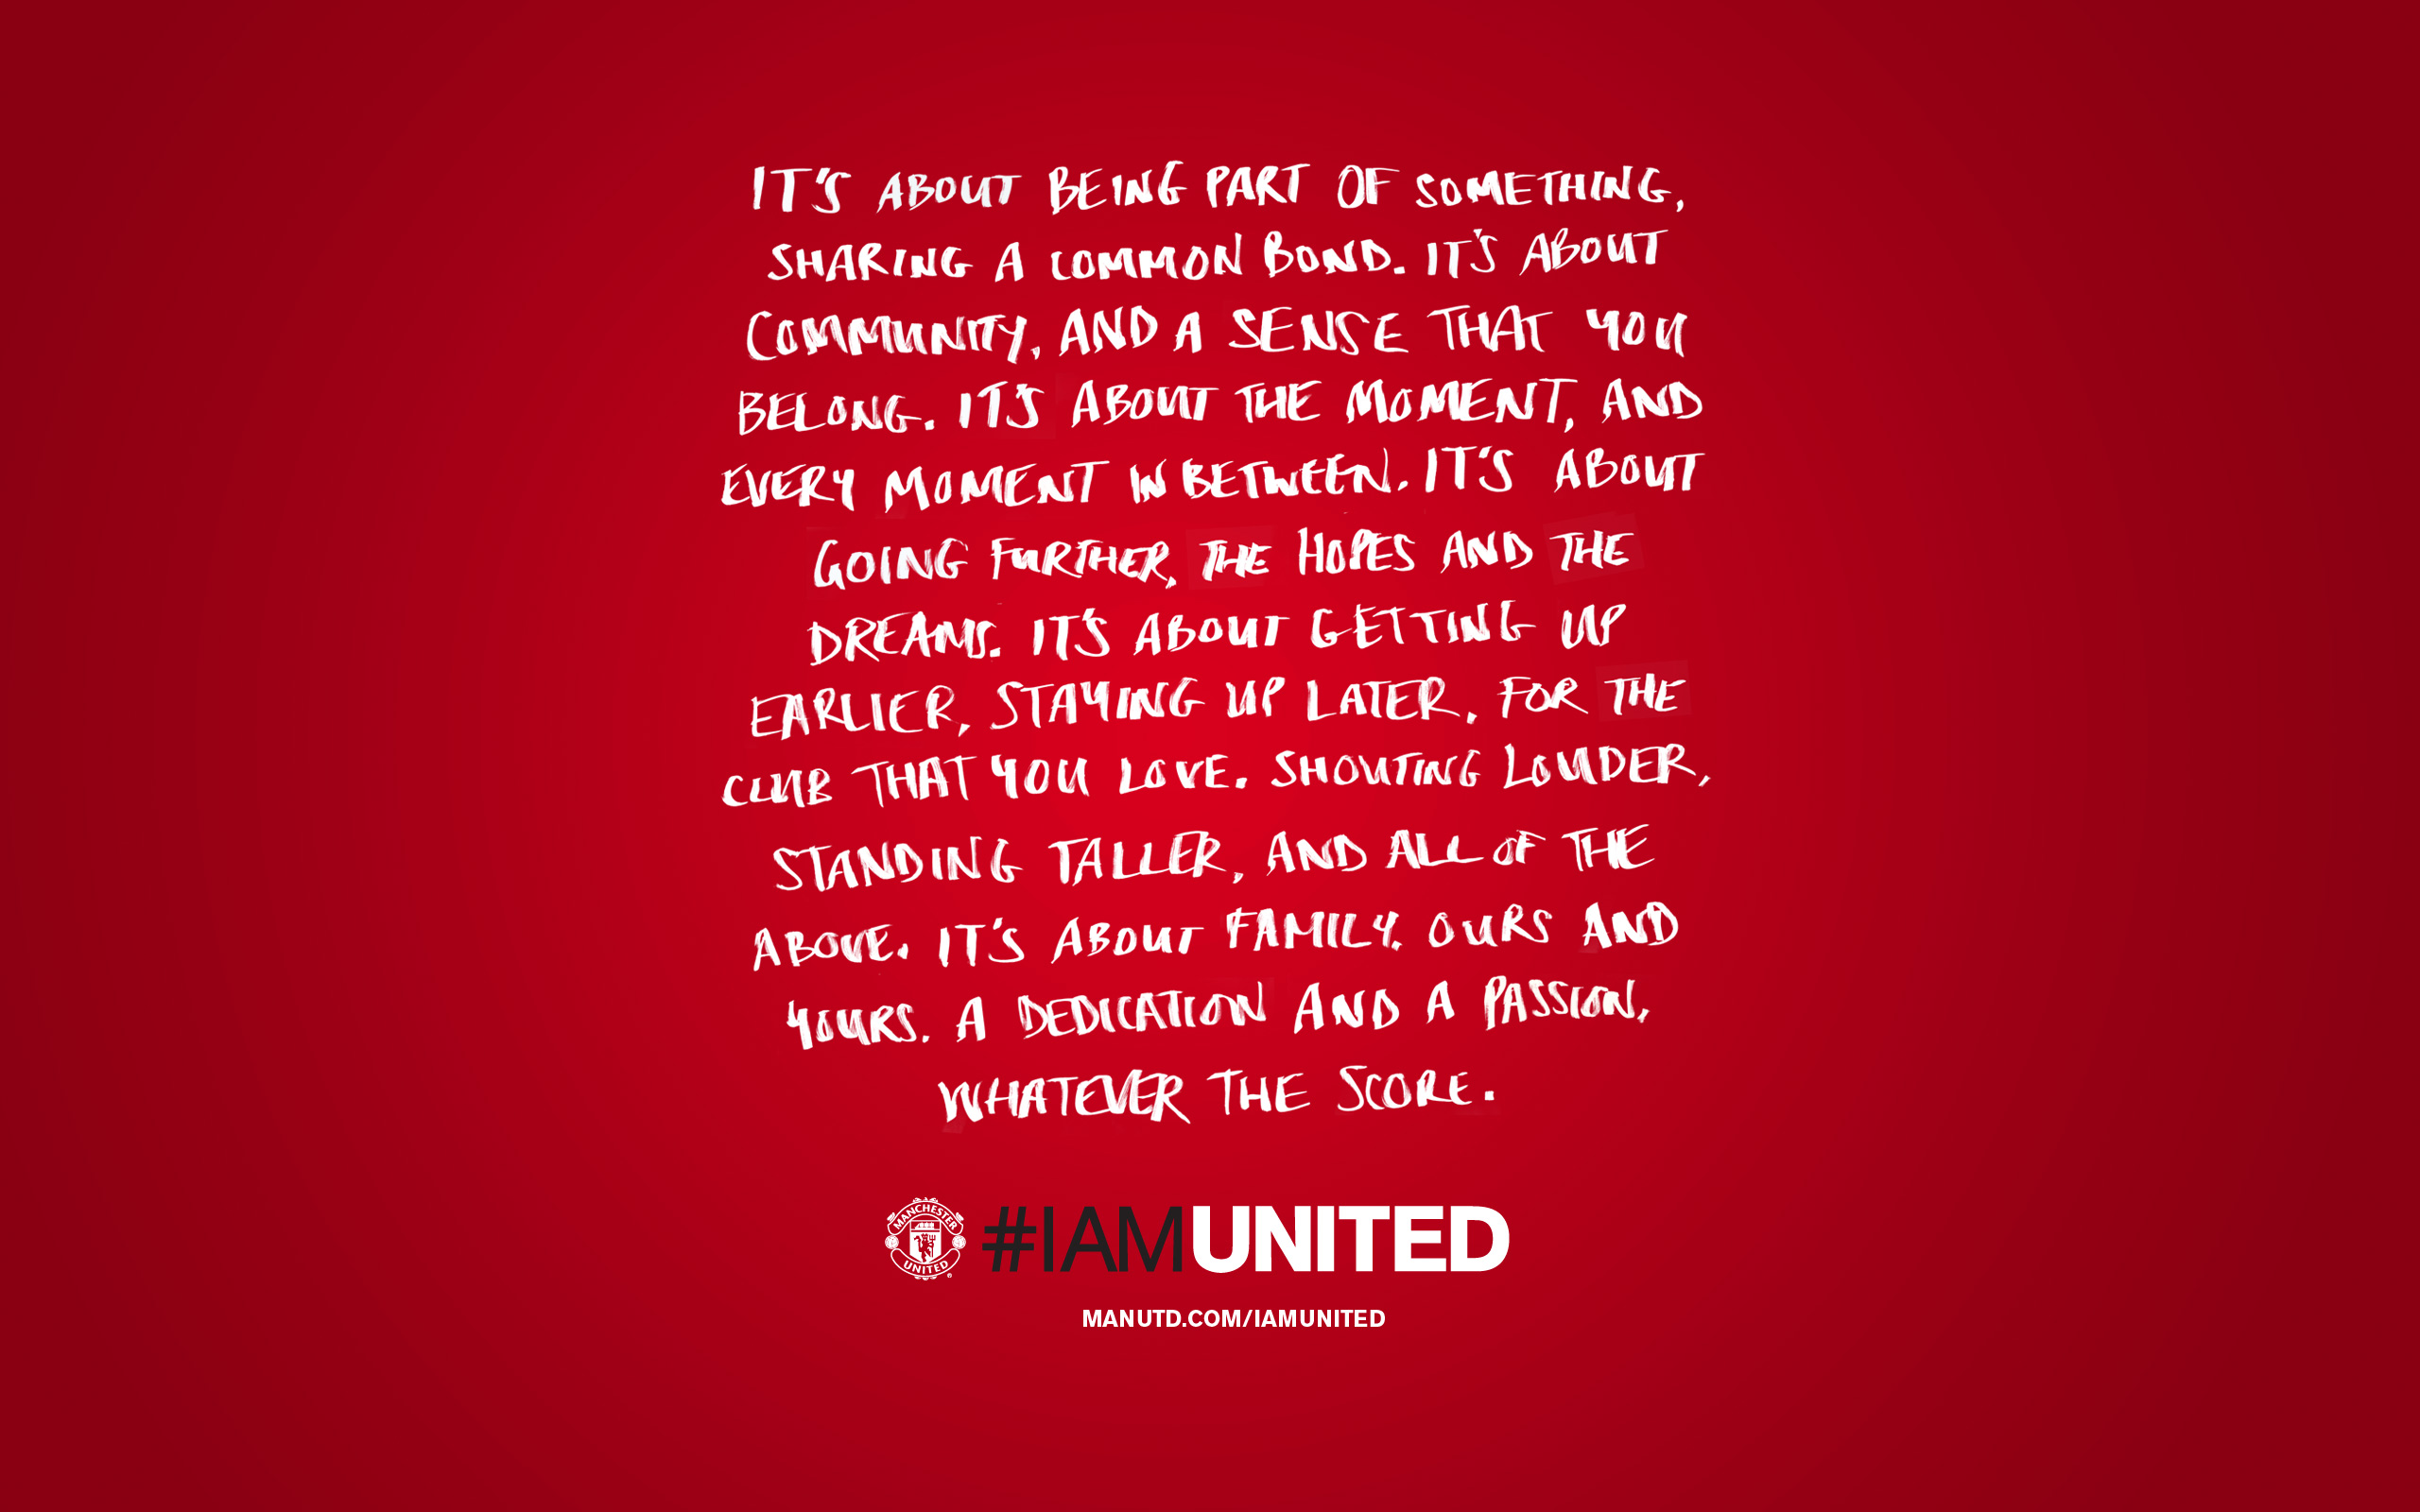 IT'S ABOUT BEING PART OF SOMETHING,
SHARING A COMMON BOND. IT'S ABOUT
COMMUNITY, AND A SENSE THAT YOU
BELONG. IT'S ABOUT THE MOMENT, AND
EVERY MOMENT IN BETWEEN. IT'S ABOUT
GOING FURTHER, THE HOPES AND THE
DREAMS. IT'S ABOUT GETTING UP
EARLIER, STAYING UP LATER, FOR THE
CLUB THAT YOU LOVE. SHOUTING LOUDER,
STANDING TALLER, AND ALL OF THE
ABOVE. IT'S ABOUT FAMILY. OURS AND
YOURS. A DEDICATION AND A PASSION,
WHATEVER THE SCORE.
MANCHESTER
UNITED
®
#IAMUNITED
MANUTD.COM/IAMUNITED